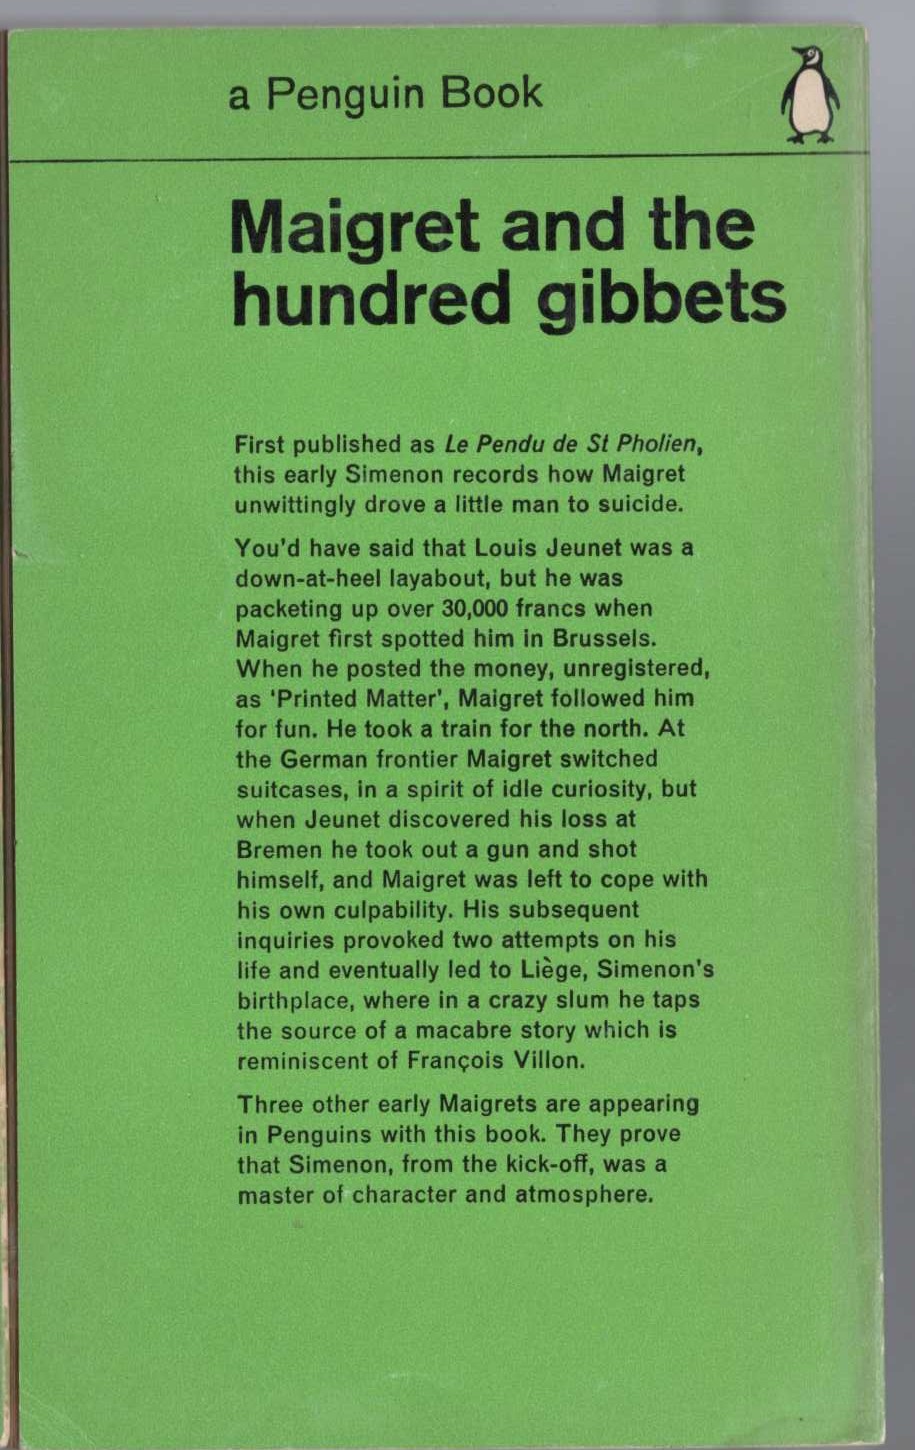 a Penguin Book
Maigret and the
hundred gibbets
First published as Le Pendu de St Pholien,
this early Simenon records how Maigret
unwittingly drove a little man to suicide.
You'd have said that Louis Jeunet was a
down-at-heel layabout, but he was
packeting up over 30,000 francs when
Maigret first spotted him in Brussels.
When he posted the money, unregistered,
as 'Printed Matter', Maigret followed him
for fun. He took a train for the north. At
the German frontier Maigret switched
suitcases, in a spirit of idle curiosity, but
when Jeunet discovered his loss at
Bremen he took out a gun and shot
himself, and Maigret was left to cope with
his own culpability. His subsequent
inquiries provoked two attempts on his
life and eventually led to Liège, Simenon's
birthplace, where in a crazy slum he taps
the source of a macabre story which is
reminiscent of François Villon.
Three other early Maigrets are appearing
in Penguins with this book. They prove
that Simenon, from the kick-off, was a
master of character and atmosphere.